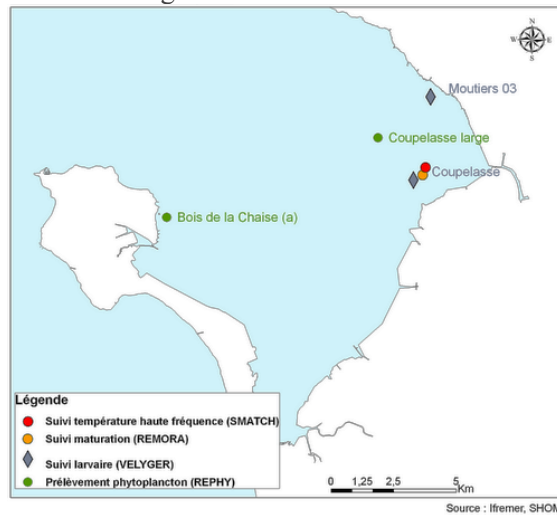 N
W
E
S
Moutiers 03
Coupelasse large
Coupelasse
Bois de la Chaise (a)
Légende
Suivi température haute fréquence (SMATCH)
Suivi maturation (REMORA)
Suivi larvaire (VELYGER)
Prélèvement phytoplancton (REPHY)
0 1,25 2,5 5
Km
Source : Ifremer, SHOM